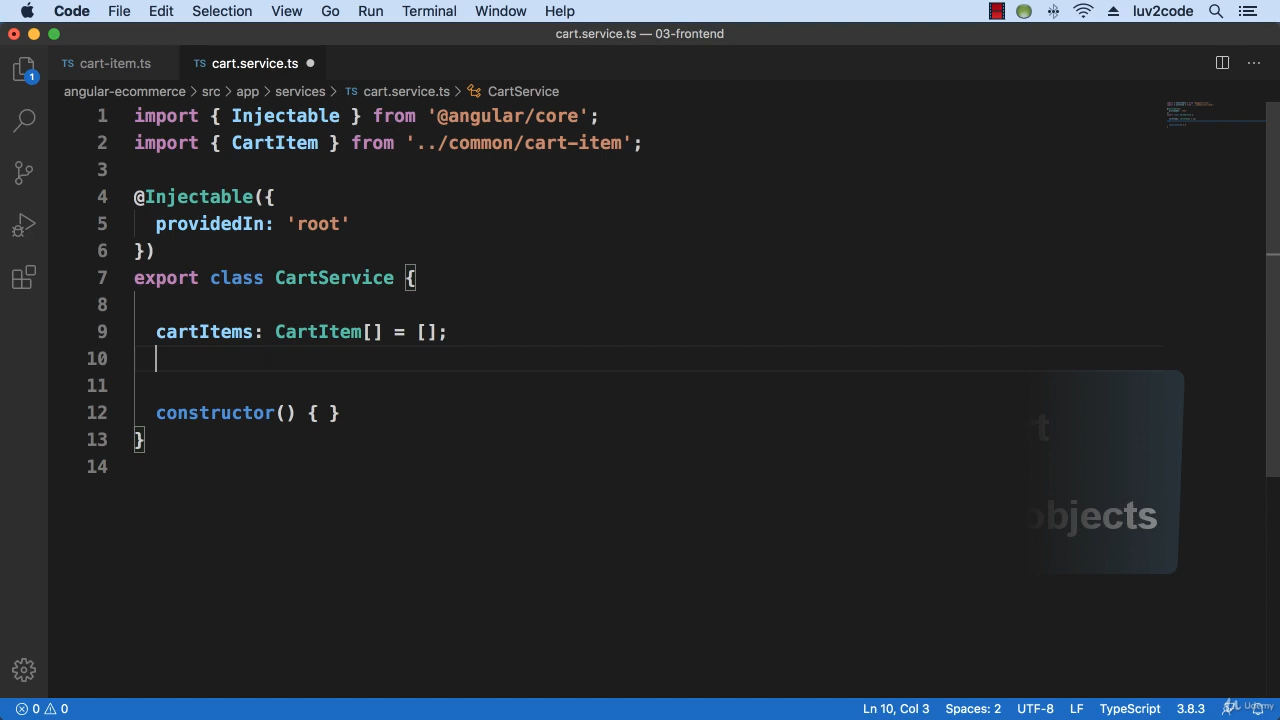 Code File Edit Selection View Go Run Terminal Window Help luv2code
cart.service.ts — 03-frontend
TS cart-item.ts TS cart.service.ts
angular-ecommerce > src > app > services > TS cart.service.ts > CartService
1 import { Injectable } from '@angular/core';
2 import { CartItem } from '../common/cart-item';
3
4 @Injectable({
5 providedIn: 'root'
6 })
7 export class CartService {
8
9 cartItems: CartItem[] = [];
10
11
12 constructor() { }
13 }
14
objects
1
0 0 Ln 10, Col 3 Spaces: 2 UTF-8 LF TypeScript 3.8.3
Udemy